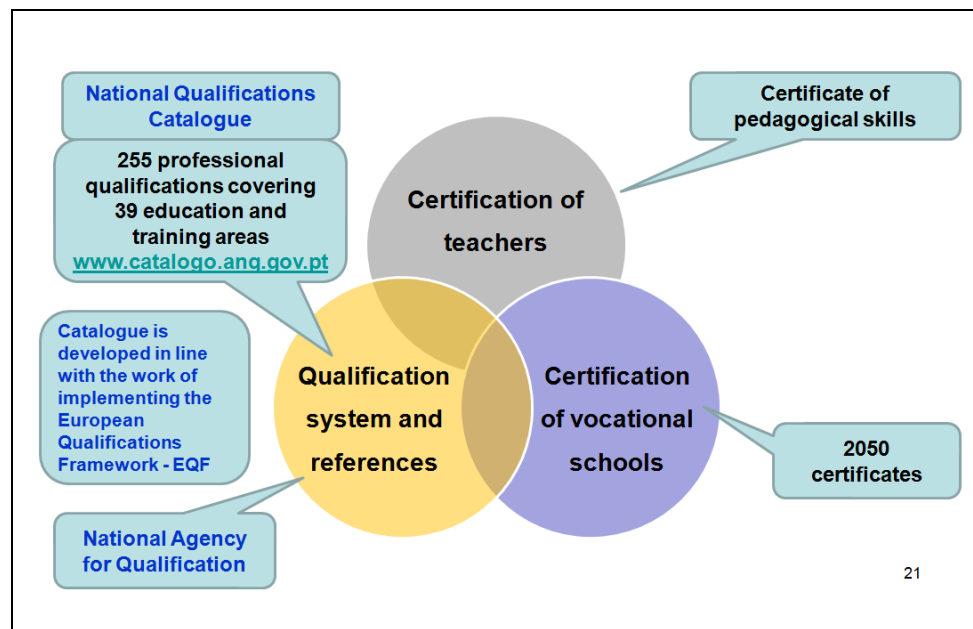 National Qualifications
Catalogue
255 professional
qualifications covering
39 education and
training areas
www.catalogo.anq.gov.pt
Certificate of
pedagogical skills
Certification of
teachers
Catalogue is
developed in line
with the work of
implementing the
European
Qualifications
Framework - EQF
Qualification
system and
references
Certification
of vocational
schools
2050
certificates
National Agency
for Qualification
21